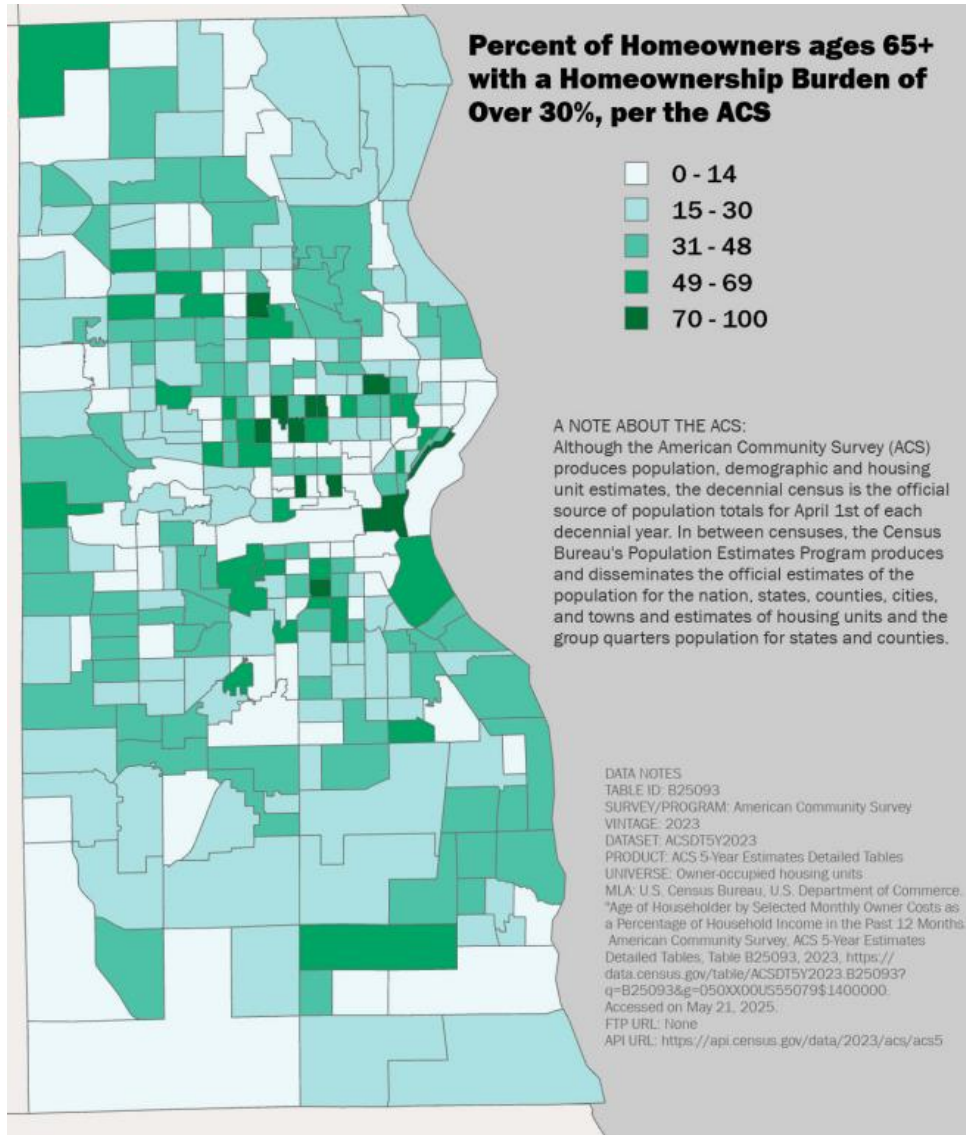 Percent of Homeowners ages 65+
with a Homeownership Burden of
Over 30%, per the ACS
0 - 14
15 - 30
31 - 48
49 - 69
70 - 100
A NOTE ABOUT THE ACS:
Although the American Community Survey (ACS)
produces population, demographic and housing
unit estimates, the decennial census is the official
source of population totals for April 1st of each
decennial year. In between censuses, the Census
Bureau's Population Estimates Program produces
and disseminates the official estimates of the
population for the nation, states, counties, cities,
and towns and estimates of housing units and the
group quarters population for states and counties.
DATA NOTES
TABLE ID: B25093
SURVEY/PROGRAM: American Community Survey
VINTAGE: 2023
DATASET: ACSDT5Y2023
PRODUCT: ACS 5-Year Estimates Detailed Tables
UNIVERSE: Owner-occupied housing units
MLA: U.S. Census Bureau, U.S. Department of Commerce.
"Age of Householder by Selected Monthly Owner Costs as
a Percentage of Household Income in the Past 12 Months
American Community Survey, ACS 5-Year Estimates
Detailed Tables, Table B25093, 2023, https://
data.census.gov/table/ACSDT5Y2023.B25093?
q=B25093&g=050XX00US55079$1400000.
Accessed on May 21, 2025.
FTP URL: None
API URL: https://api.census.gov/data/2023/acs/acs5